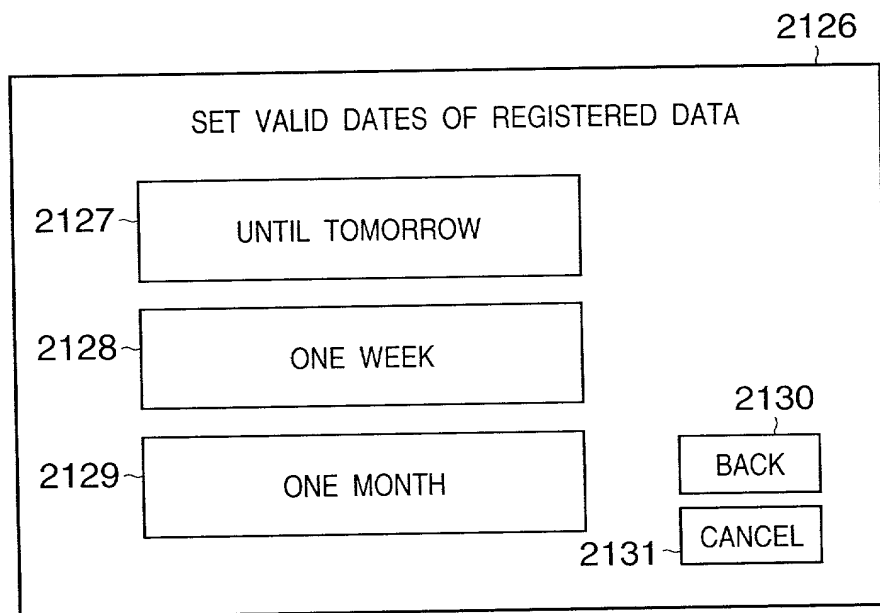 2126
SET VALID DATES OF REGISTERED DATA
2127
UNTIL TOMORROW
2128
ONE WEEK
2129
ONE MONTH
2130
BACK
2131
CANCEL